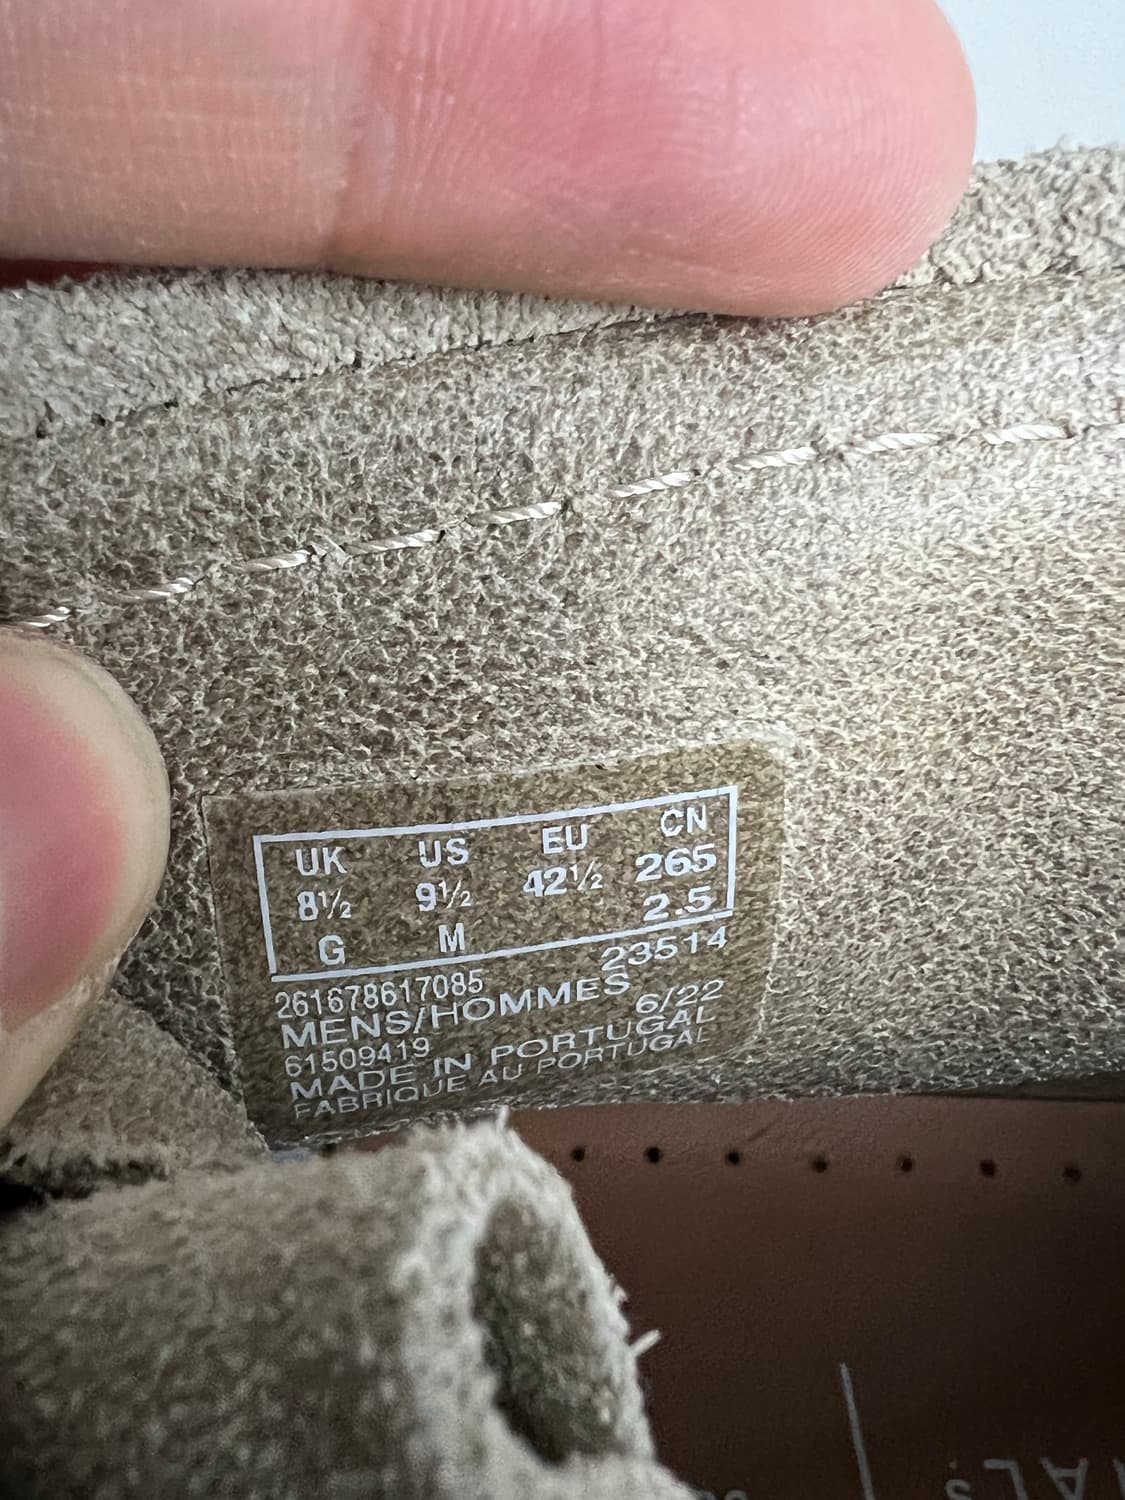 UK US EU CN
8½ 9½ 42½ 265
G M 2.5
261678617085 23514
MENS/HOMMES
61509419 6/22
MADE IN PORTUGAL
FABRIQUE AU PORTUGAL